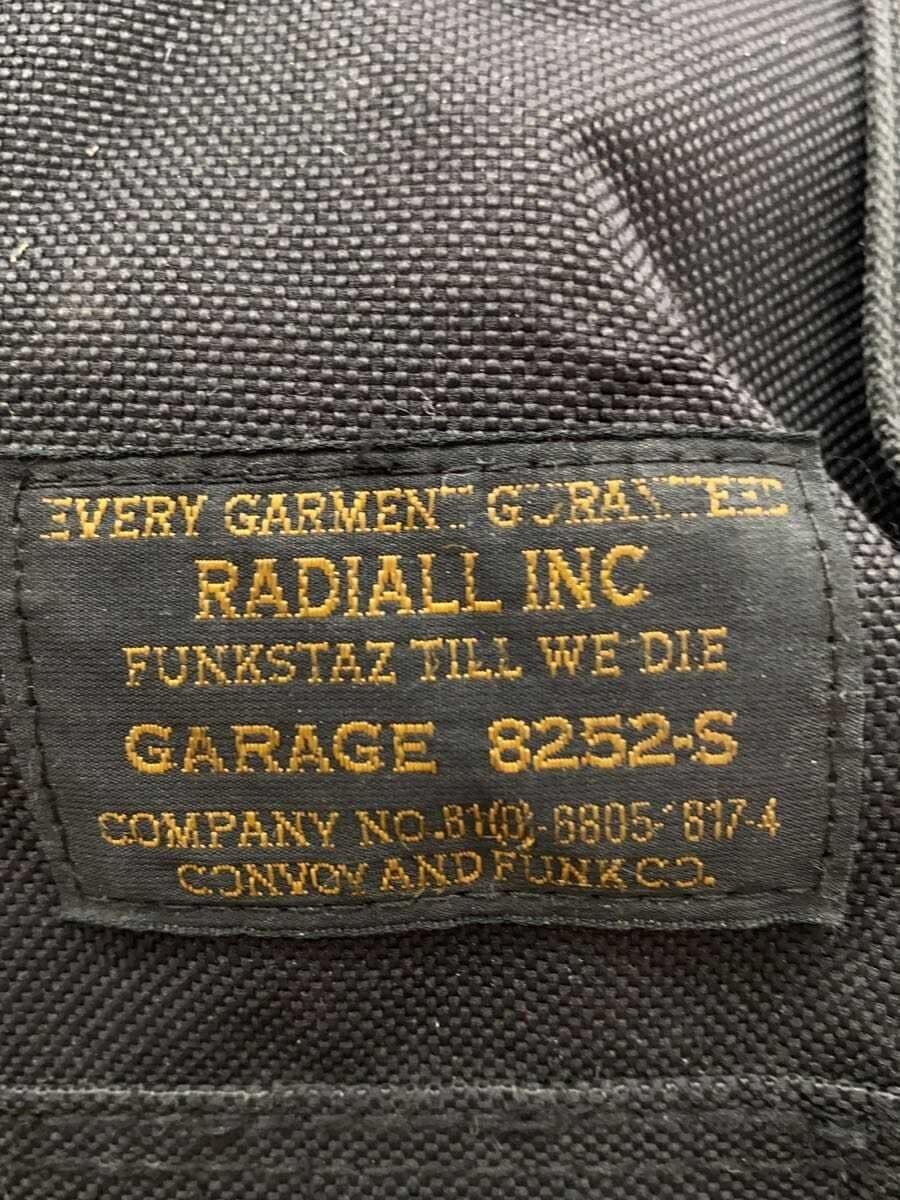 EVERY GARMENT GURANTEED
RADIALL INC
FUNKSTAZ TILL WE DIE
GARAGE 8252-S
COMPANY NO.81(0)-6805-'817-4
CONVOY AND FUNK CO.